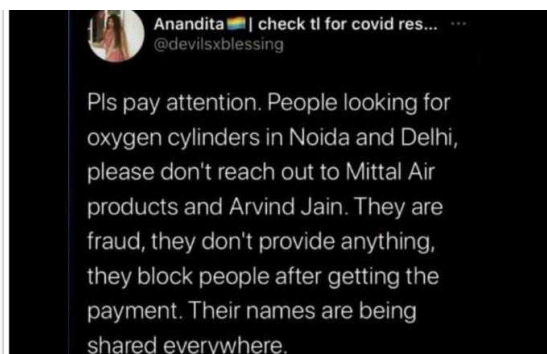 Anandita🏳️‍🌈| check tl for covid res... ···
@devilsxblessing
Pls pay attention. People looking for
oxygen cylinders in Noida and Delhi,
please don't reach out to Mittal Air
products and Arvind Jain. They are
fraud, they don't provide anything,
they block people after getting the
payment. Their names are being
shared everywhere.